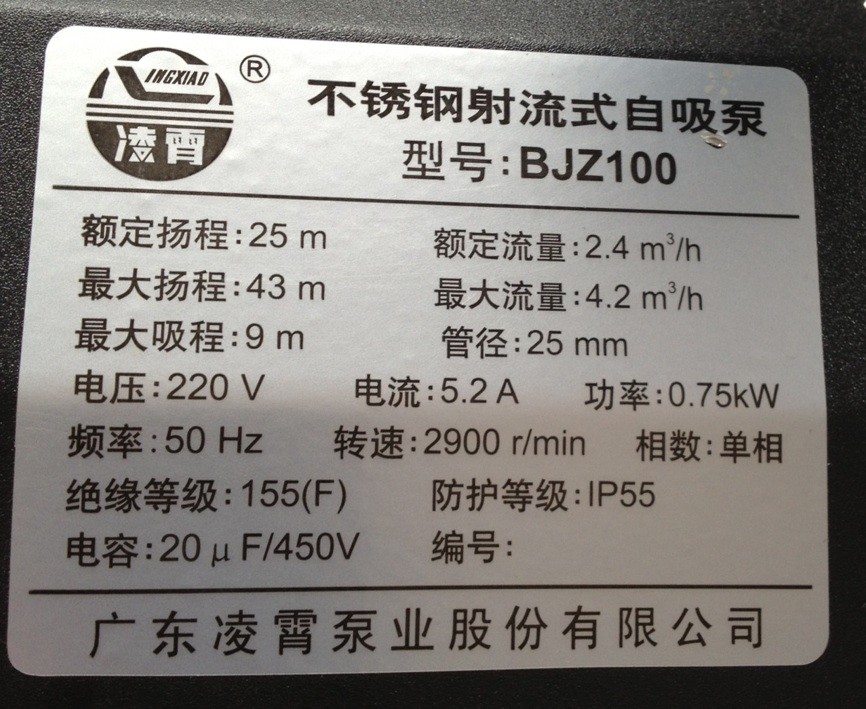 LINGXIAO ®
凌霄
不锈钢射流式自吸泵
型号:BJZ100
额定扬程:25 m 额定流量:2.4 m³/h
最大扬程:43 m 最大流量:4.2 m³/h
最大吸程:9 m 管径:25 mm
电压:220 V 电流:5.2 A 功率:0.75kW
频率:50 Hz 转速:2900 r/min 相数:单相
绝缘等级:155(F) 防护等级:IP55
电容:20 μF/450V 编号:
广东凌霄泵业股份有限公司